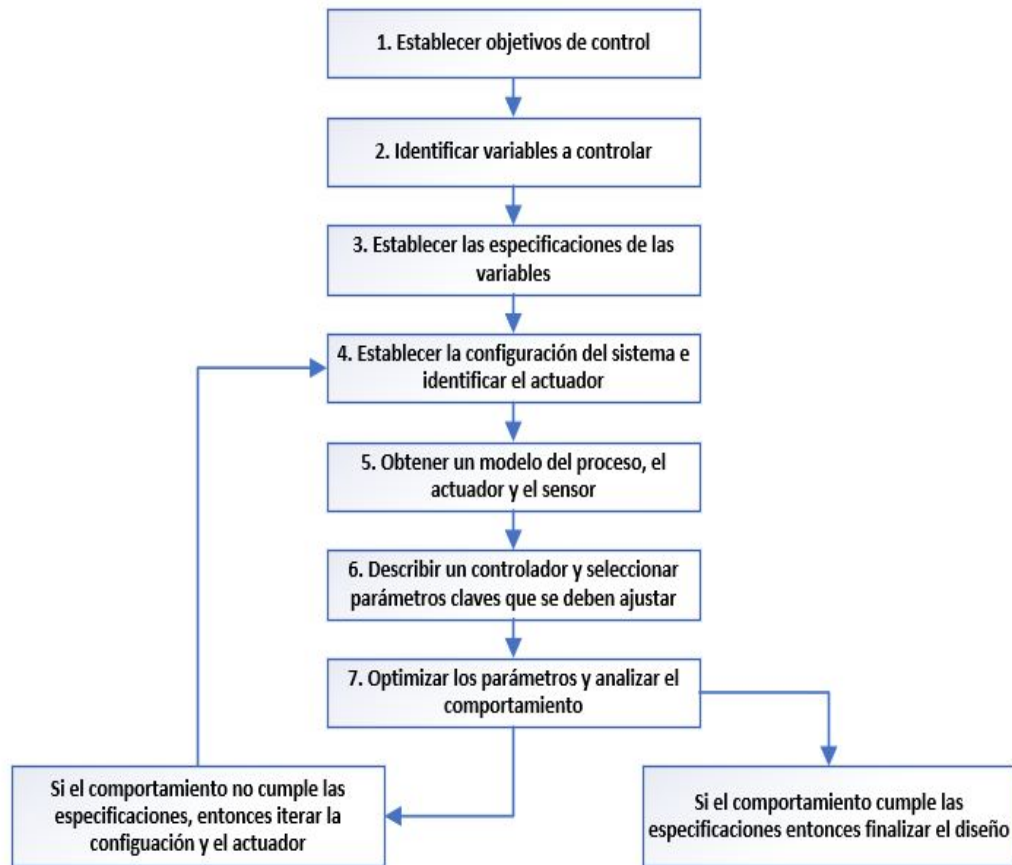 1. Establecer objetivos de control
2. Identificar variables a controlar
3. Establecer las especificaciones de las
variables
4. Establecer la configuración del sistema e
identificar el actuador
5. Obtener un modelo del proceso, el
actuador y el sensor
6. Describir un controlador y seleccionar
parámetros claves que se deben ajustar
7. Optimizar los parámetros y analizar el
comportamiento
Si el comportamiento no cumple las
especificaciones, entonces iterar la
configuación y el actuador
Si el comportamiento cumple las
especificaciones entonces finalizar el diseño